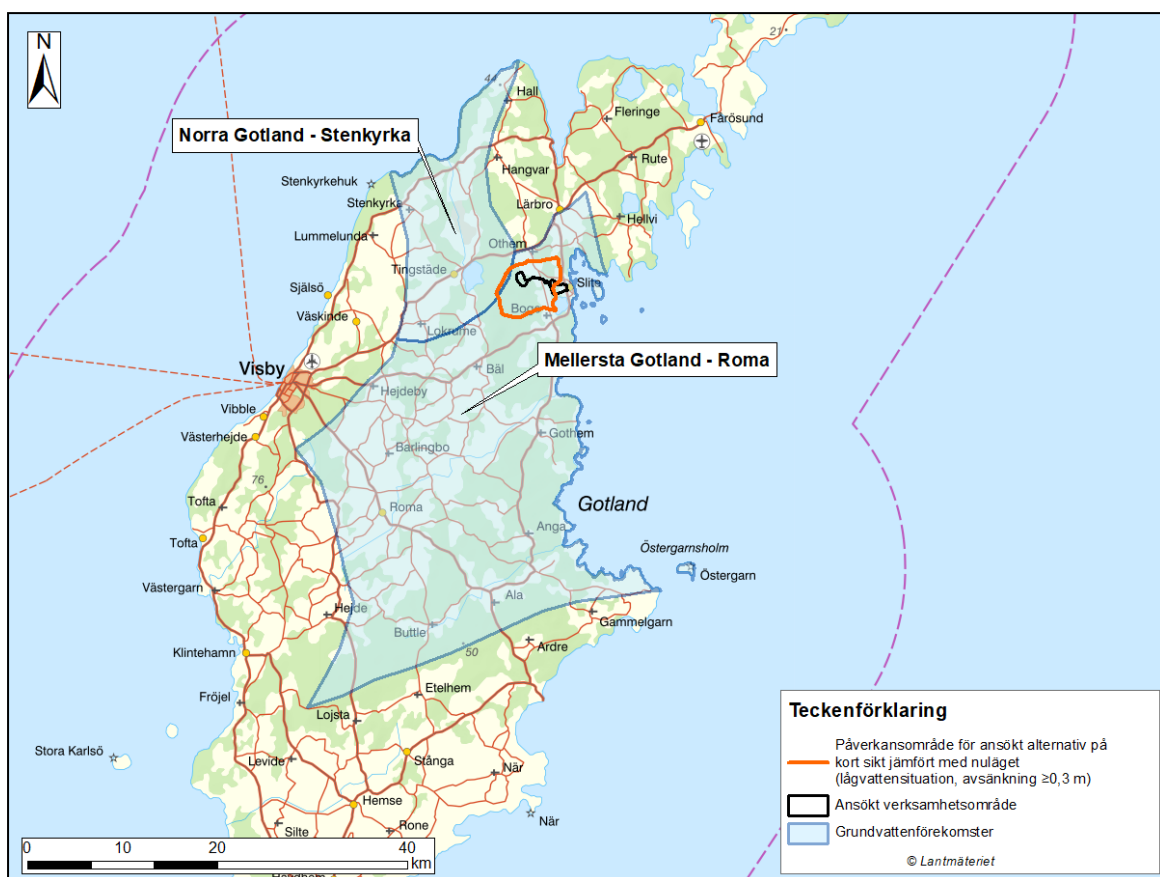 N
21
44
Hall
Fleringe
Fårösund
Norra Gotland - Stenkyrka
Hangvar
Rute
Stenkyrkehuk
Stenkyrka
Lärbro
Hellvi
Lummelunda
Othem
Tingstäde
Slite
Själsö
Väskinde
Boge
Lokrume
Mellersta Gotland - Roma
Visby
Bäl
Hejdeby
Vibble
Västerhejde
Gothem
Barlingbo
76
Tofta
Roma
Gotland
Anga
Tofta
Östergarnsholm
Östergarn
Västergarn
Ala
Hejde
Gammelgarn
Buttle
50
Ardre
Klintehamn
Etelhem
Fröjel
Lojsta
Stora Karlsö
Levide
Stånga
När
Hemse
När
Silte
Rone
0 10 20 40
km
Teckenförklaring
Påverkansområde för ansökt alternativ på
kort sikt jämfört med nuläget
(lågvattensituation, avsänkning ≥0,3 m)
Ansökt verksamhetsområde
Grundvattenförekomster
© Lantmäteriet